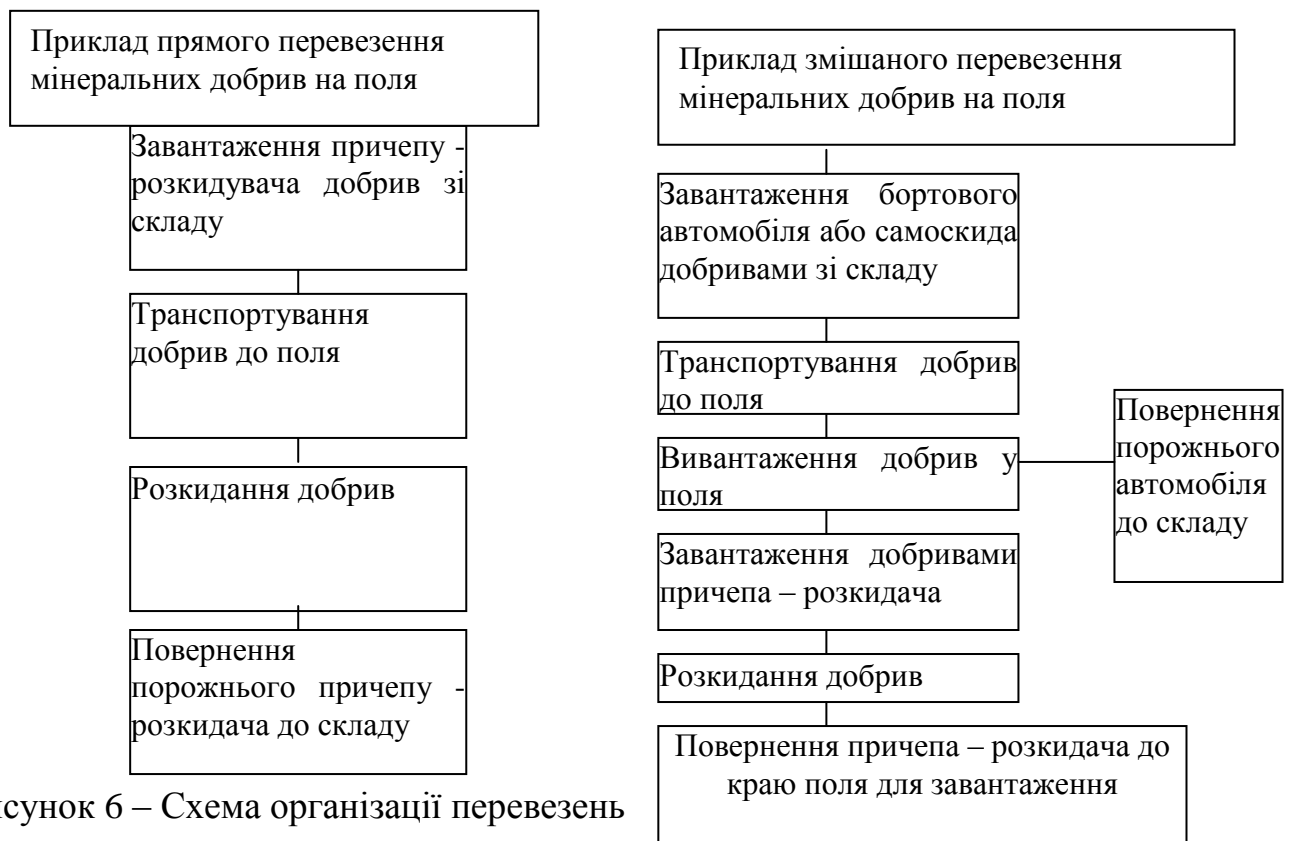 Приклад прямого перевезення
мінеральних добрив на поля
Завантаження причепу -
розкидувача добрив зі
складу
Транспортування
добрив до поля
Розкидання добрив
Повернення
порожнього причепу -
розкидача до складу
Приклад змішаного перевезення
мінеральних добрив на поля
Завантаження бортового
автомобіля або самоскида
добривами зі складу
Транспортування добрив
до поля
Вивантаження добрив у
поля
Повернення
порожнього
автомобіля
до складу
Завантаження добривами
причепа – розкидача
Розкидання добрив
Повернення причепа – розкидача до
краю поля для завантаження
исунок 6 – Схема організації перевезень